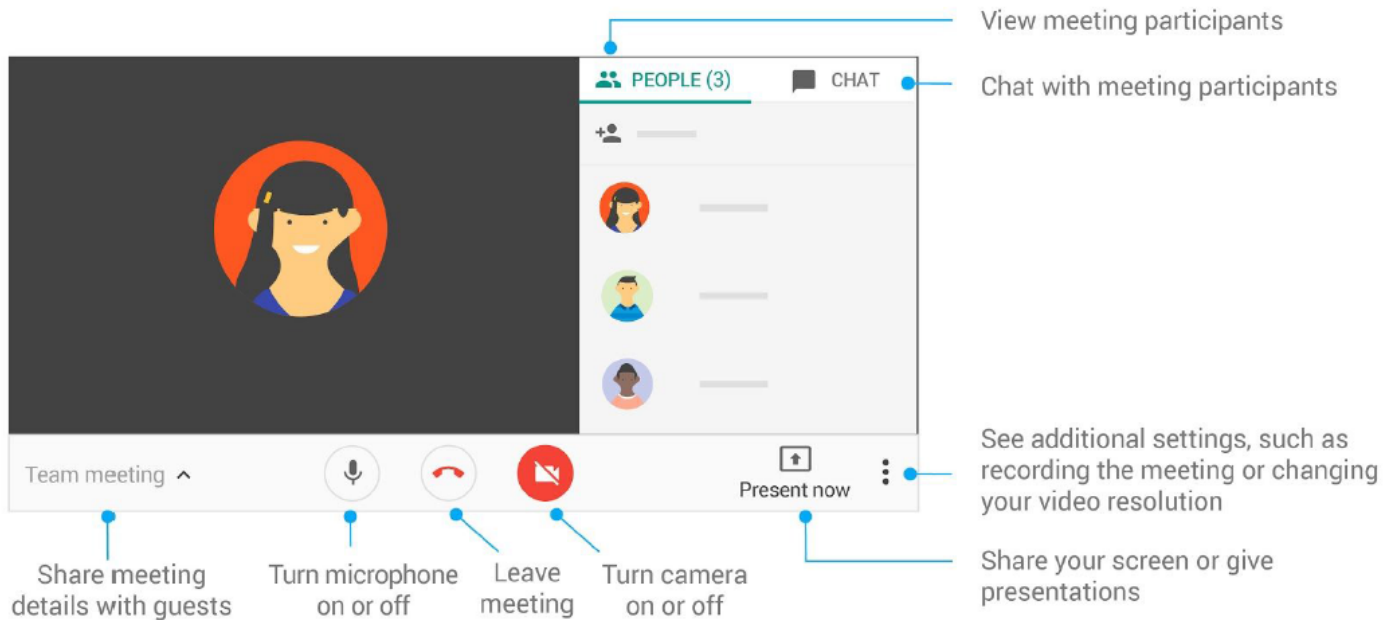 View meeting participants
PEOPLE (3)
CHAT
Chat with meeting participants
Team meeting
Present now
See additional settings, such as
recording the meeting or changing
your video resolution
Share meeting
details with guests
Turn microphone
on or off
Leave
meeting
Turn camera
on or off
Share your screen or give
presentations